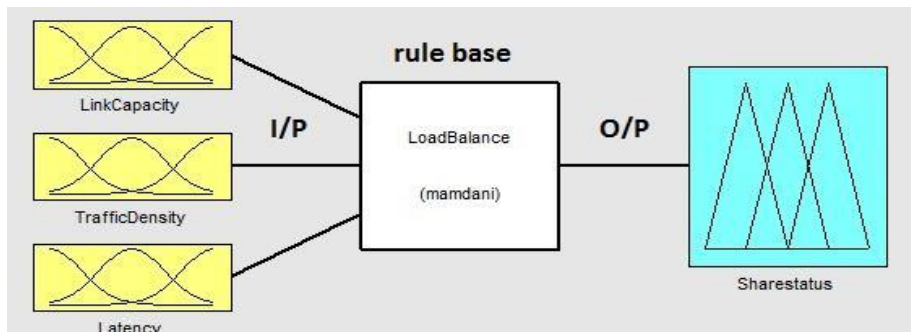 rule base
LinkCapacity
I/P
LoadBalance
O/P
(mamdani)
TrafficDensity
Sharestatus
Latency